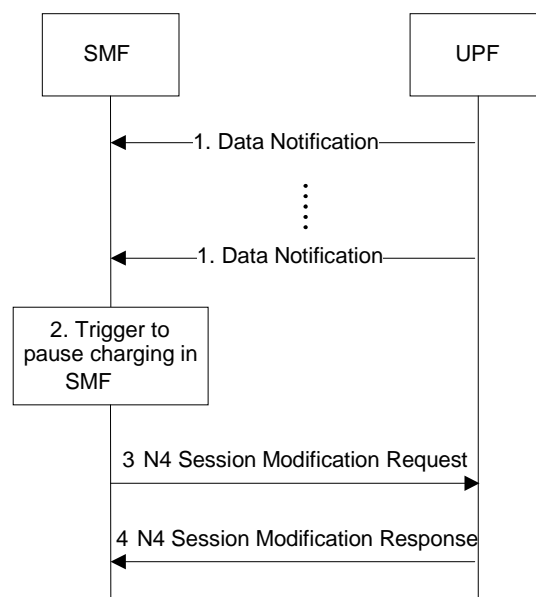 SMF
UPF
1. Data Notification
1. Data Notification
2. Trigger to
pause charging in
SMF
3 N4 Session Modification Request
4 N4 Session Modification Response